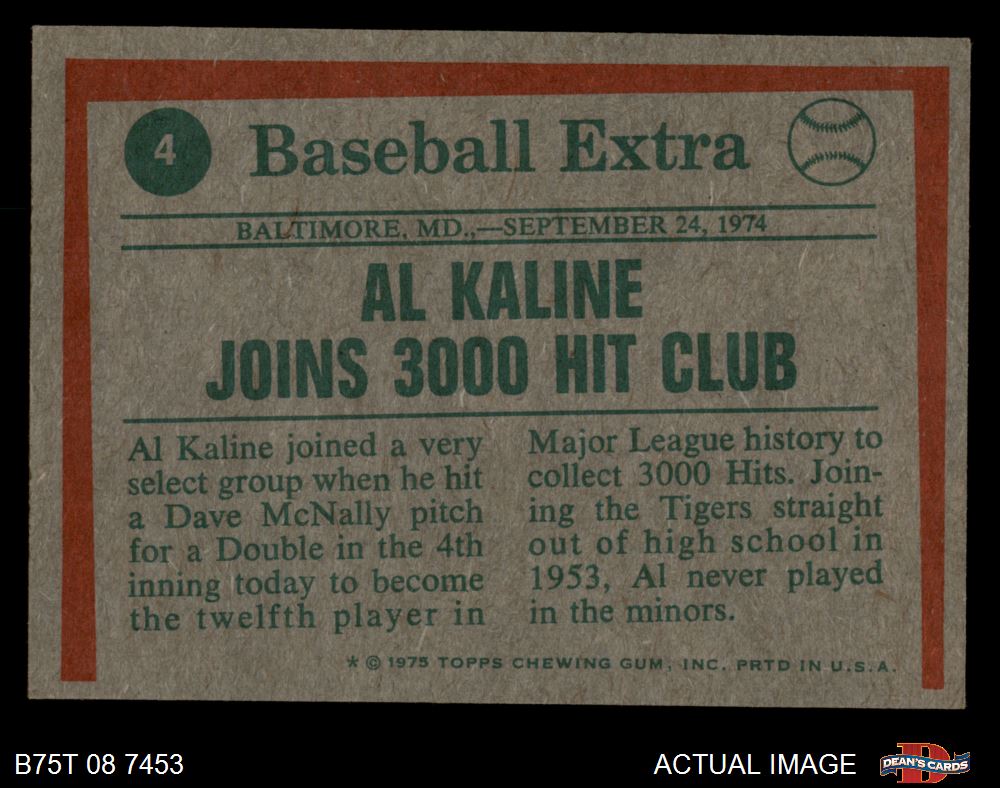 4
Baseball Extra
BALTIMORE, MD.,—SEPTEMBER 24, 1974
AL KALINE
JOINS 3000 HIT CLUB
Al Kaline joined a very
select group when he hit
a Dave McNally pitch
for a Double in the 4th
inning today to become
the twelfth player in
Major League history to
collect 3000 Hits. Join-
ing the Tigers straight
out of high school in
1953, Al never played
in the minors.
* © 1975 TOPPS CHEWING GUM, INC. PRTD IN U.S.A.
B75T 08 7453
ACTUAL IMAGE
D
DEAN'S CARDS